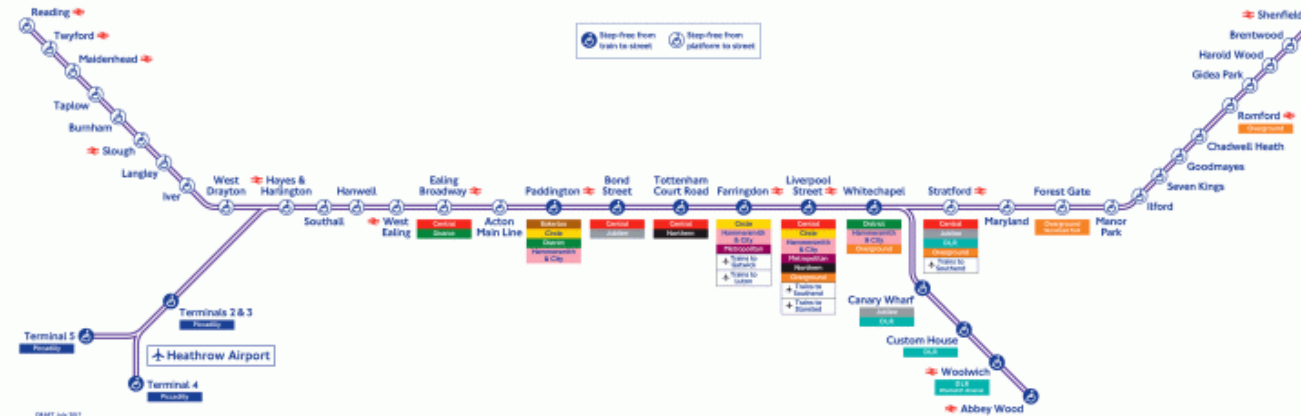 Reading
Twyford
Maidenhead
Taplow
Burnham
Slough
Langley
Iver
West
Drayton
Hayes &
Harlington
Southall
Hanwell
West
Ealing
Ealing
Broadway
Central
District
Acton
Main Line
Paddington
Bakerloo
Circle
District
Hammersmith
& City
Bond
Street
Central
Jubilee
Tottenham
Court Road
Central
Northern
Farringdon
Circle
Hammersmith
& City
Metropolitan
Trains to
Gatwick
Trains to
Luton
Liverpool
Street
Central
Circle
Hammersmith
& City
Metropolitan
Northern
Overground
Trains to
Southend
Trains to
Stansted
Whitechapel
District
Hammersmith
& City
Overground
Stratford
Central
Jubilee
DLR
Overground
Trains to
Southend
Maryland
Forest Gate
Overground
Manor
Park
Ilford
Seven Kings
Goodmayes
Chadwell Heath
Romford
Overground
Gidea Park
Harold Wood
Brentwood
Shenfield
Step-free from
train to street
Step-free from
platform to street
Terminals 2 & 3
Piccadilly
Terminal 5
Piccadilly
Heathrow Airport
Terminal 4
Piccadilly
Canary Wharf
Jubilee
DLR
Custom House
DLR
Woolwich
DLR
Abbey Wood